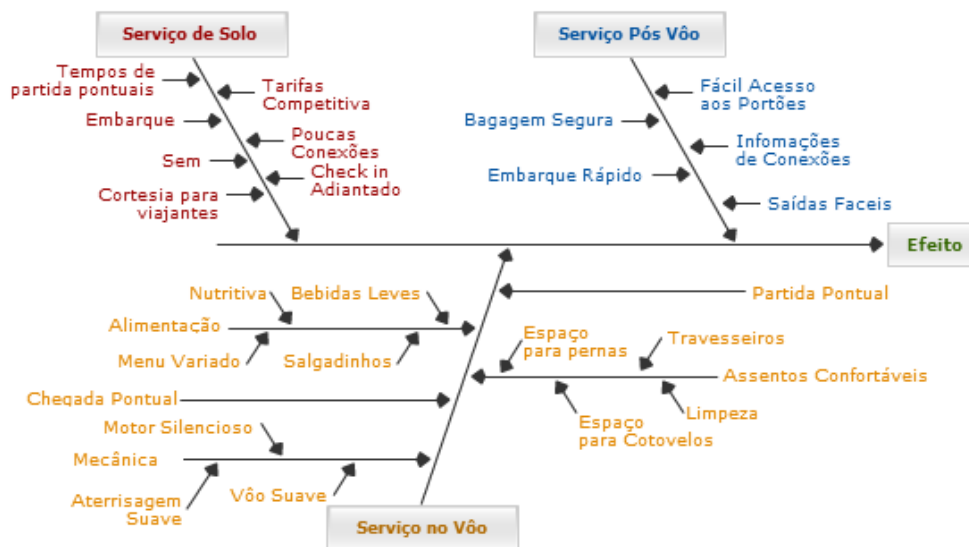 Serviço de Solo
Serviço Pós Vôo
Tempos de
partida pontuais
Tarifas
Competitiva
Embarque
Poucas
Conexões
Sem
Check in
Adiantado
Cortesia para
viajantes
Fácil Acesso
aos Portões
Bagagem Segura
Infomações
de Conexões
Embarque Rápido
Saídas Faceis
Efeito
Nutritiva
Bebidas Leves
Alimentação
Menu Variado
Salgadinhos
Partida Pontual
Espaço
para pernas
Travesseiros
Assentos Confortáveis
Espaço
para Cotovelos
Limpeza
Chegada Pontual
Motor Silencioso
Mecânica
Aterrisagem
Suave
Vôo Suave
Serviço no Vôo